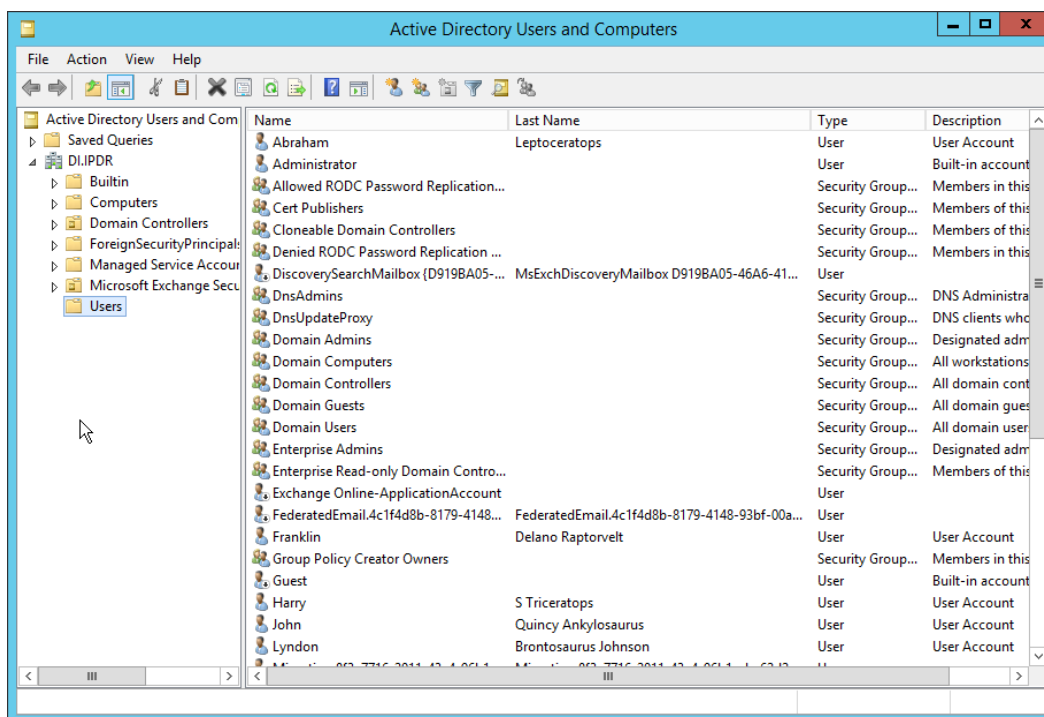 Active Directory Users and Computers
File Action View Help
Active Directory Users and Com
Saved Queries
DI.IPDR
Builtin
Computers
Domain Controllers
ForeignSecurityPrincipals
Managed Service Accour
Microsoft Exchange Secu
Users
Name Last Name Type Description
Abraham Leptoceratops User User Account
Administrator User Built-in account
Allowed RODC Password Replication... Security Group... Members in this
Cert Publishers Security Group... Members of this
Cloneable Domain Controllers Security Group... Members of this
Denied RODC Password Replication ... Security Group... Members in this
DiscoverySearchMailbox {D919BA05-... MsExchDiscoveryMailbox D919BA05-46A6-41... User
DnsAdmins Security Group... DNS Administra
DnsUpdateProxy Security Group... DNS clients who
Domain Admins Security Group... Designated adm
Domain Computers Security Group... All workstations
Domain Controllers Security Group... All domain cont
Domain Guests Security Group... All domain gues
Domain Users Security Group... All domain user
Enterprise Admins Security Group... Designated adm
Enterprise Read-only Domain Contro... Security Group... Members of this
Exchange Online-ApplicationAccount User
FederatedEmail.4c1f4d8b-8179-4148... FederatedEmail.4c1f4d8b-8179-4148-93bf-00a... User
Franklin Delano Raptorvelt User User Account
Group Policy Creator Owners Security Group... Members in this
Guest User Built-in account
Harry S Triceratops User User Account
John Quincy Ankylosaurus User User Account
Lyndon Brontosaurus Johnson User User Account